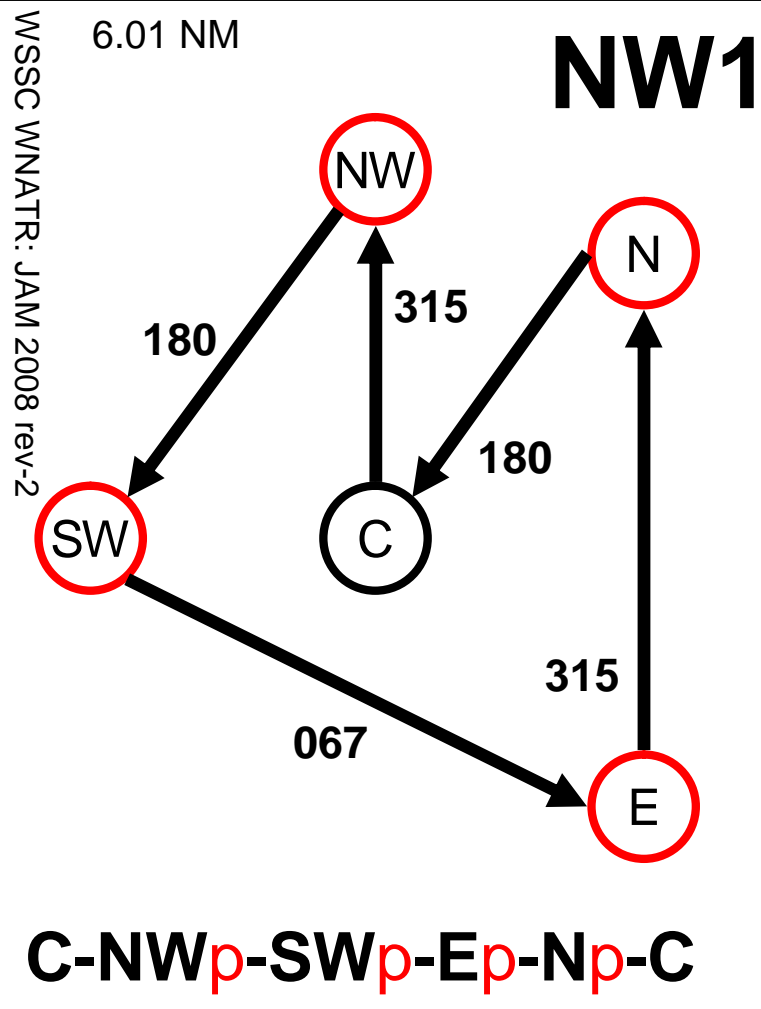 WSSC WNATR: JAM 2008 rev-2
6.01 NM
NW1
NW
N
315
180
180
SW
C
315
067
E
C-NWp-SWp-Ep-Np-C